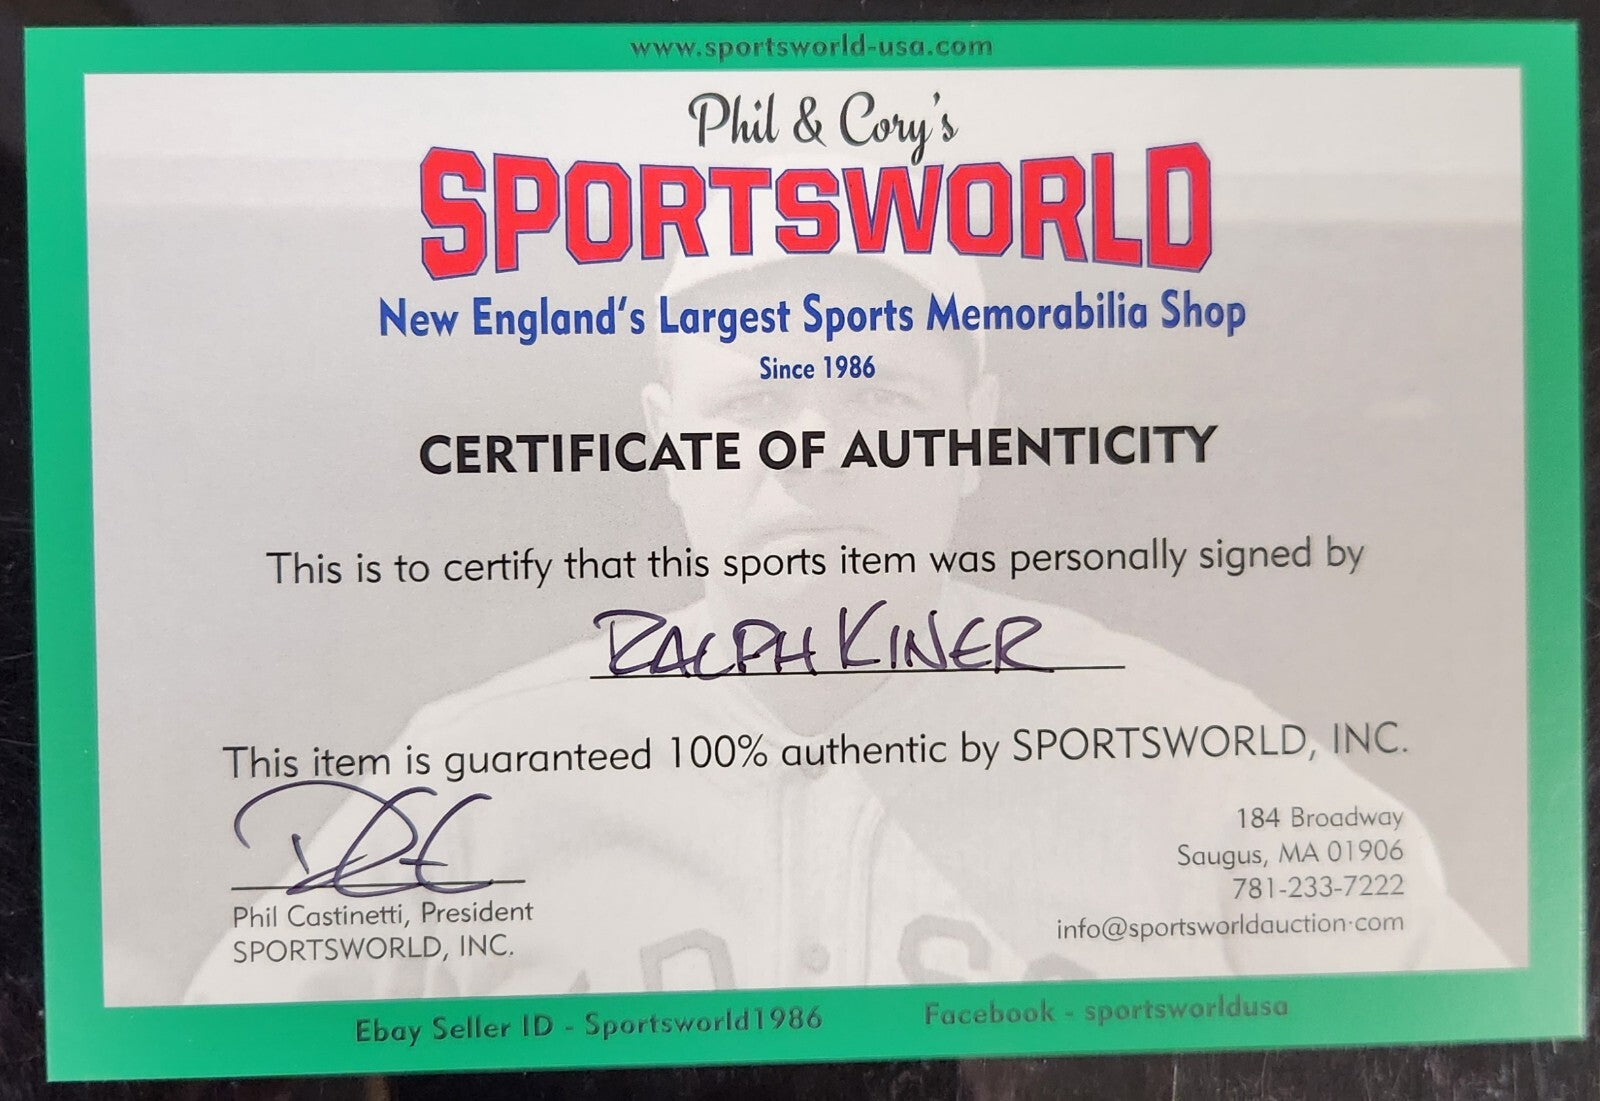 www.sportsworld-usa.com
Phil & Cory's
SPORTSWORLD
New England's Largest Sports Memorabilia Shop
Since 1986
CERTIFICATE OF AUTHENTICITY
This is to certify that this sports item was personally signed by
RALPH KINER
This item is guaranteed 100% authentic by SPORTSWORLD, INC.
Phil Castinetti, President
SPORTSWORLD, INC.
184 Broadway
Saugus, MA 01906
781-233-7222
info@sportsworldauction.com
Ebay Seller ID - Sportsworld1986
Facebook - sportsworldusa